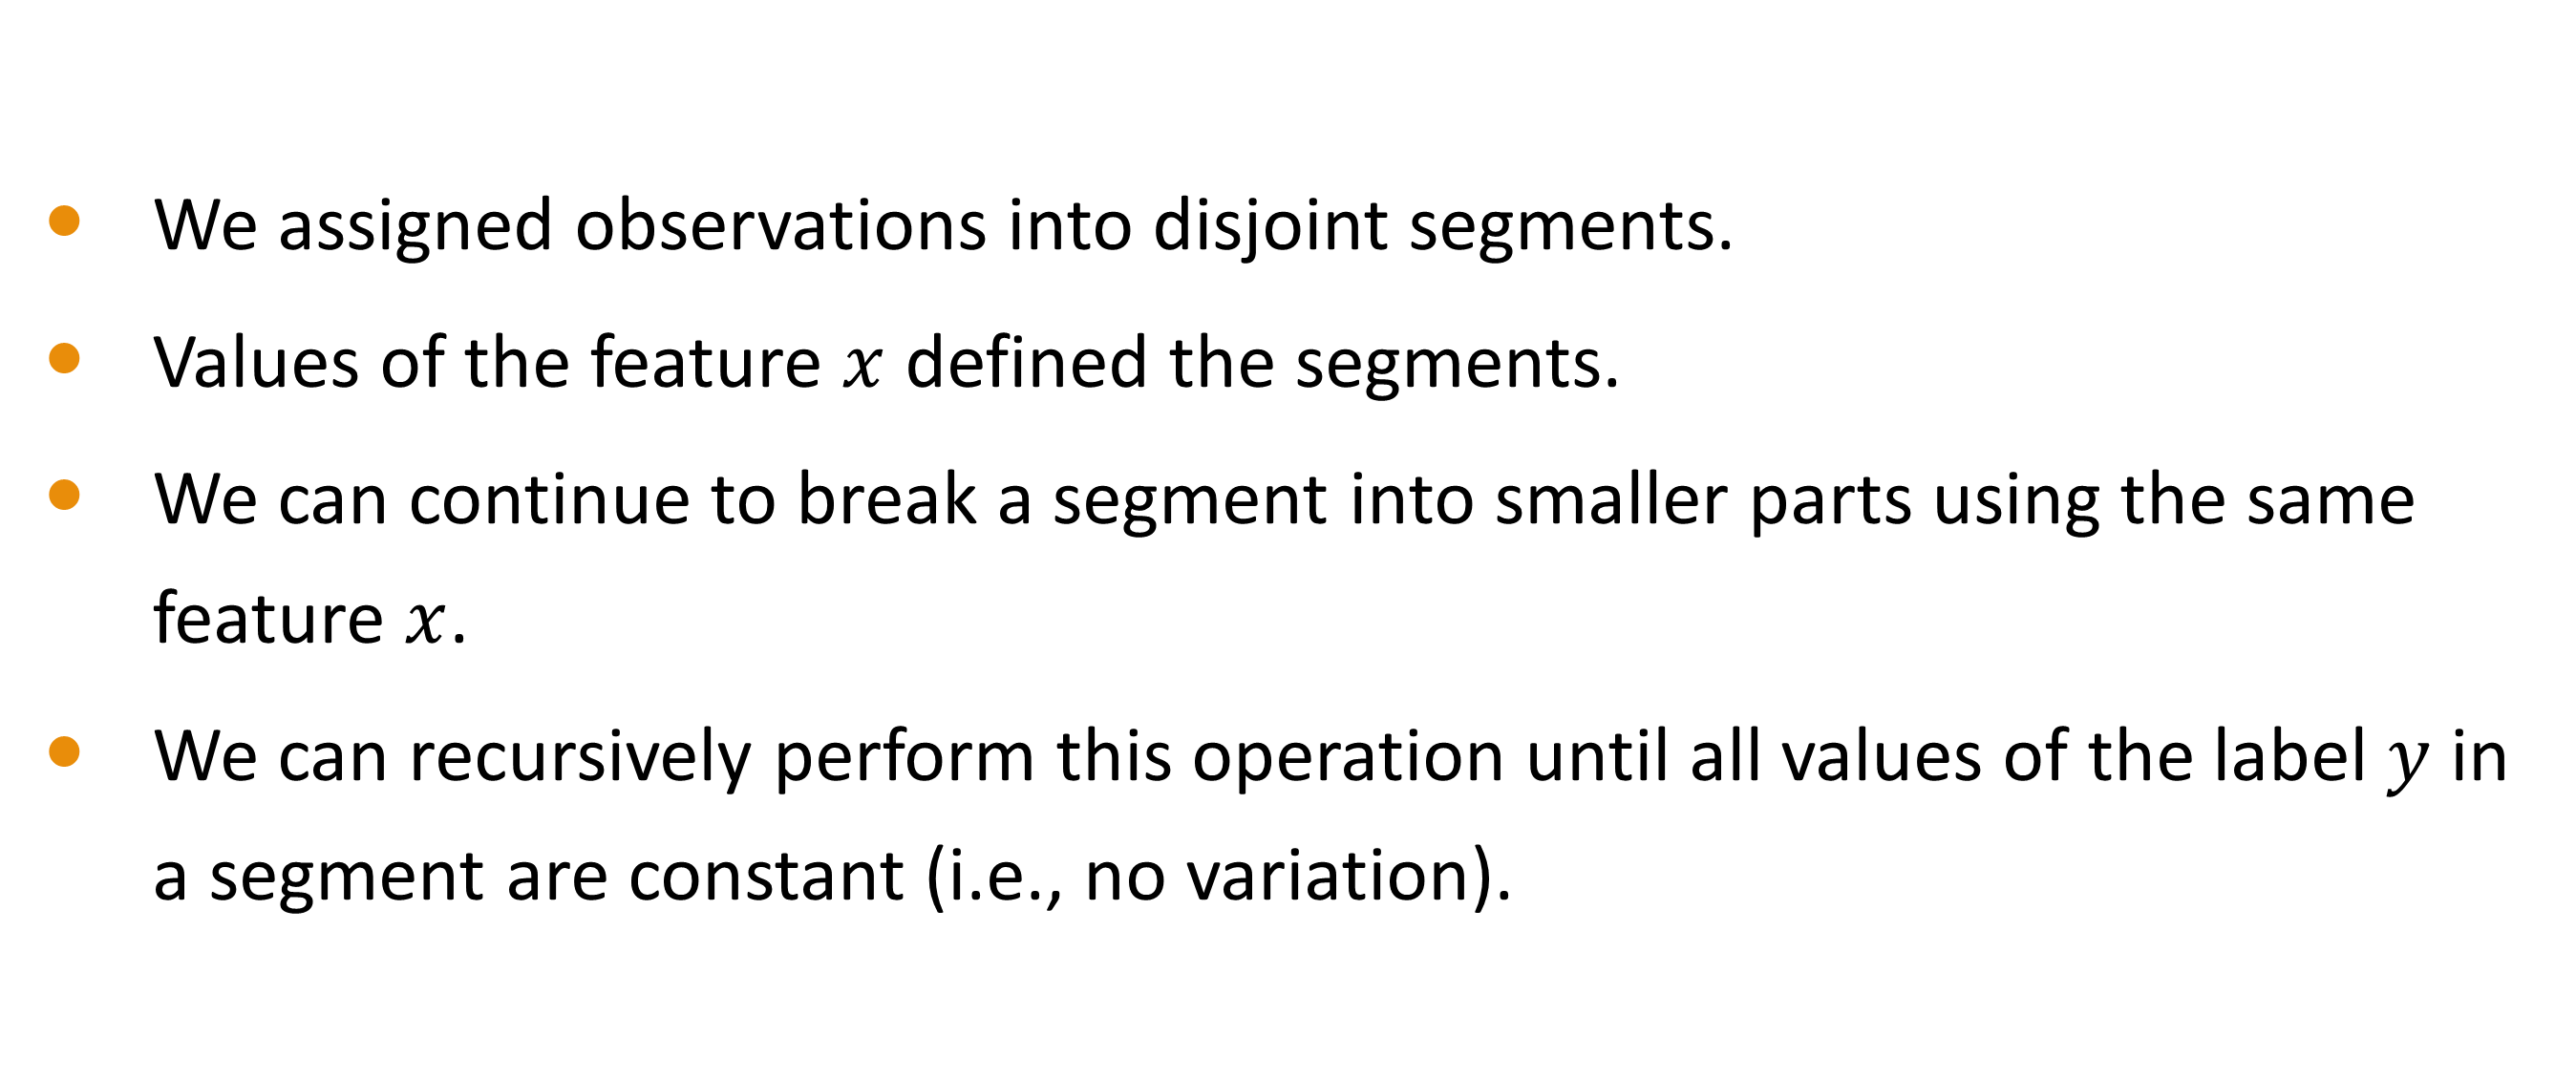 • We assigned observations into disjoint segments.
• Values of the feature x defined the segments.
• We can continue to break a segment into smaller parts using the same
feature x.
• We can recursively perform this operation until all values of the label y in
a segment are constant (i.e., no variation).